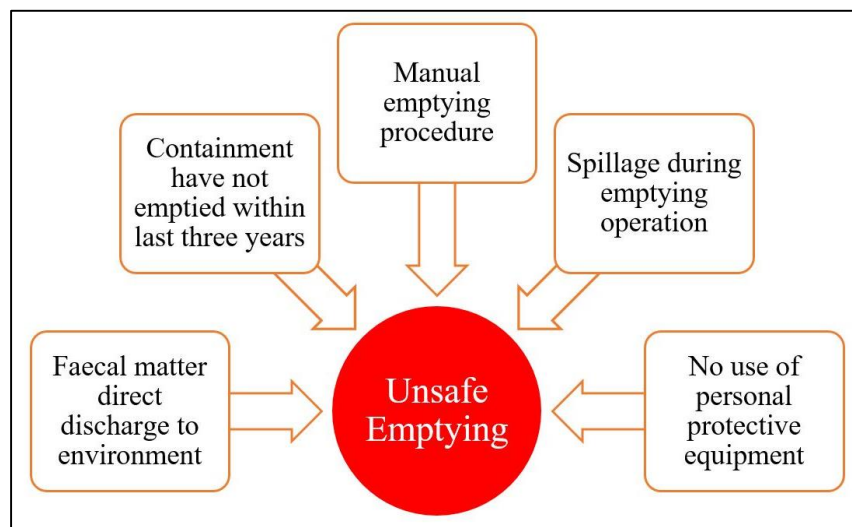 Manual
emptying
procedure
Containment
have not
emptied within
last three years
Spillage during
emptying
operation
Faecal matter
direct
discharge to
environment
Unsafe
Emptying
No use of
personal
protective
equipment